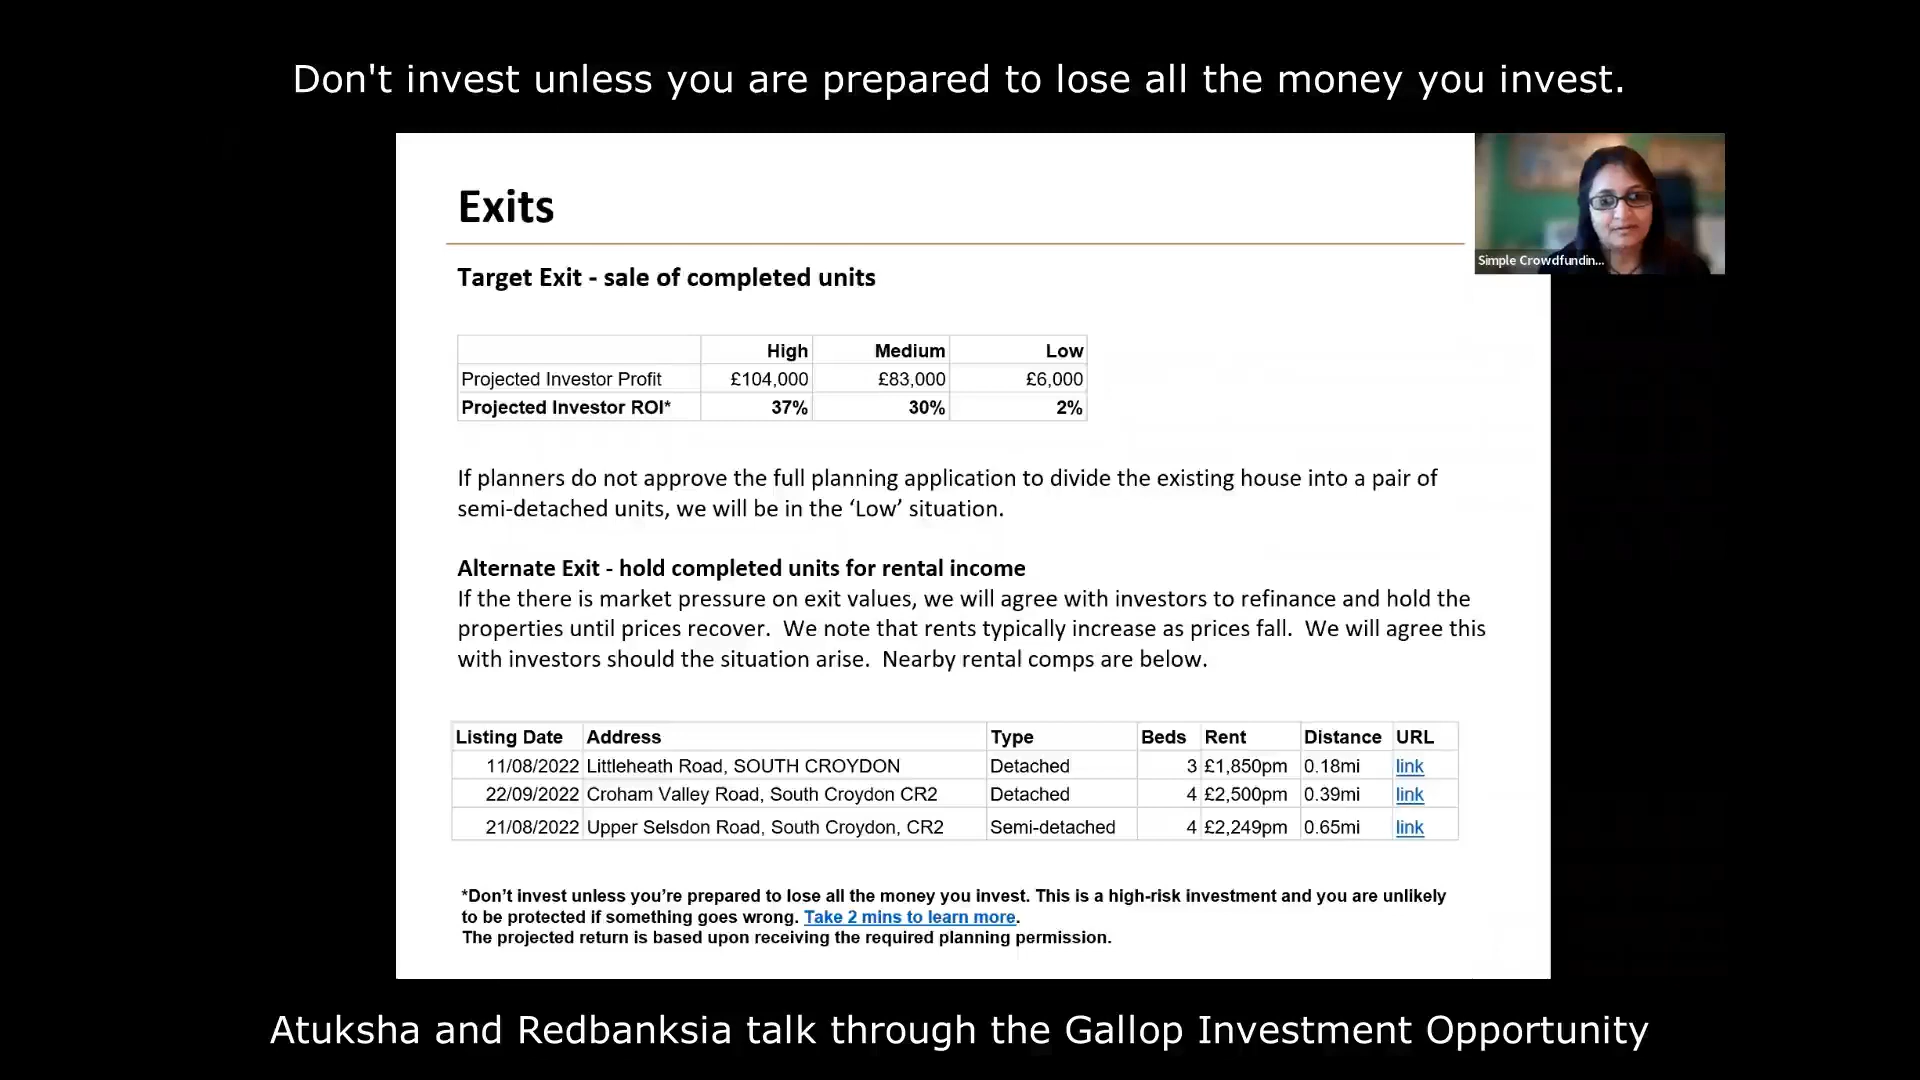 Don't invest unless you are prepared to lose all the money you invest.
Simple Crowdfundin...
Exits
Target Exit - sale of completed units
High Medium Low
Projected Investor Profit £104,000 £83,000 £6,000
Projected Investor ROI* 37% 30% 2%
If planners do not approve the full planning application to divide the existing house into a pair of
semi-detached units, we will be in the ‘Low’ situation.
Alternate Exit - hold completed units for rental income
If the there is market pressure on exit values, we will agree with investors to refinance and hold the
properties until prices recover.  We note that rents typically increase as prices fall.  We will agree this
with investors should the situation arise.  Nearby rental comps are below.
Listing Date Address Type Beds Rent Distance URL
11/08/2022 Littleheath Road, SOUTH CROYDON Detached 3 £1,850pm 0.18mi link
22/09/2022 Croham Valley Road, South Croydon CR2 Detached 4 £2,500pm 0.39mi link
21/08/2022 Upper Selsdon Road, South Croydon, CR2 Semi-detached 4 £2,249pm 0.65mi link
*Don’t invest unless you’re prepared to lose all the money you invest. This is a high-risk investment and you are unlikely
to be protected if something goes wrong. Take 2 mins to learn more.
The projected return is based upon receiving the required planning permission.
Atuksha and Redbanksia talk through the Gallop Investment Opportunity